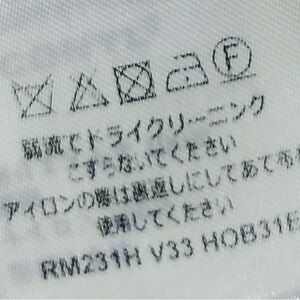 F
弱流でドライクリーニング
こすらないでください
アイロンの際は裏返しにしてあて布
使用してください
RM231H V33 HOB31E